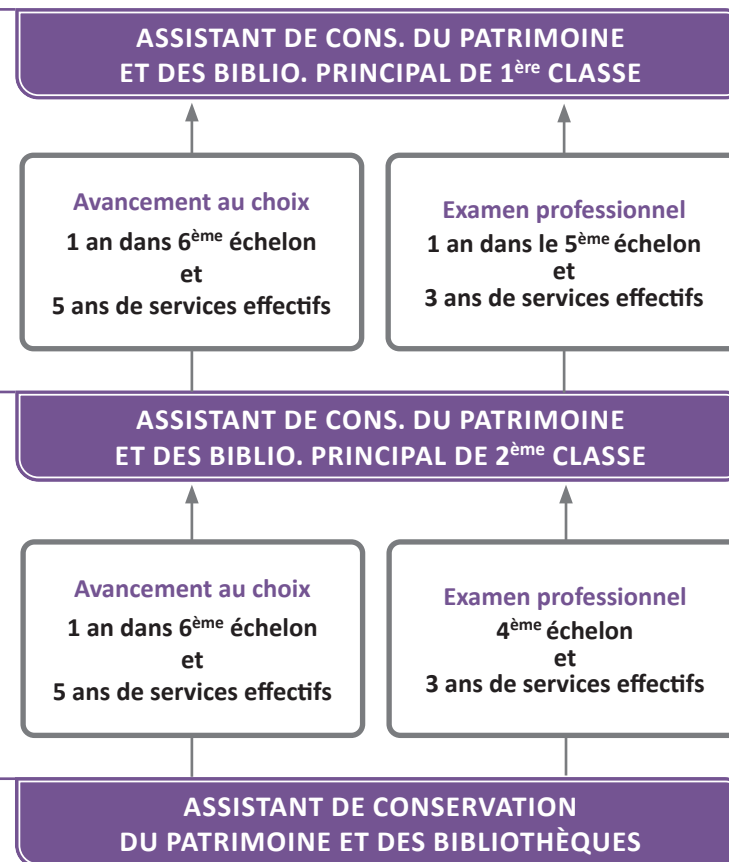 ASSISTANT DE CONS. DU PATRIMOINE
ET DES BIBLIO. PRINCIPAL DE 1ère CLASSE
Avancement au choix
1 an dans 6ème échelon
et
5 ans de services effectifs
Examen professionnel
1 an dans le 5ème échelon
et
3 ans de services effectifs
ASSISTANT DE CONS. DU PATRIMOINE
ET DES BIBLIO. PRINCIPAL DE 2ème CLASSE
Avancement au choix
1 an dans 6ème échelon
et
5 ans de services effectifs
Examen professionnel
4ème échelon
et
3 ans de services effectifs
ASSISTANT DE CONSERVATION
DU PATRIMOINE ET DES BIBLIOTHÈQUES